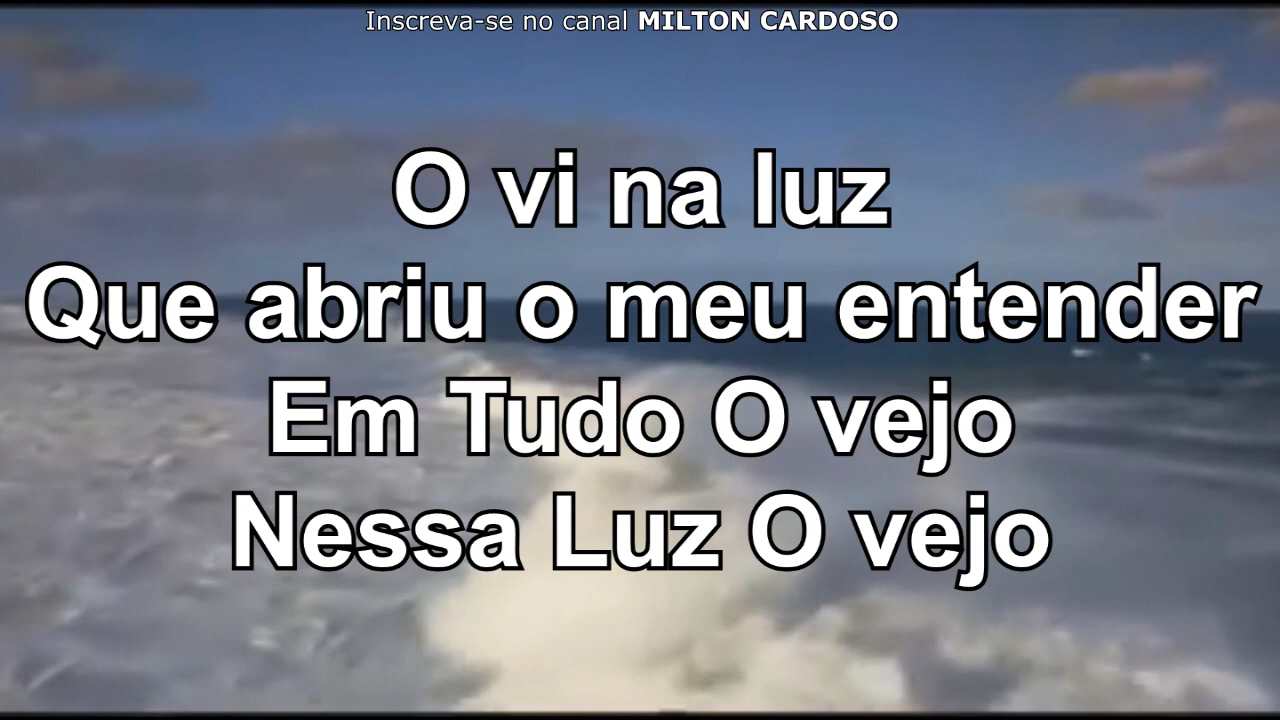 Inscreva-se no canal MILTON CARDOSO
O vi na luz
Que abriu o meu entender
Em Tudo O vejo
Nessa Luz O vejo